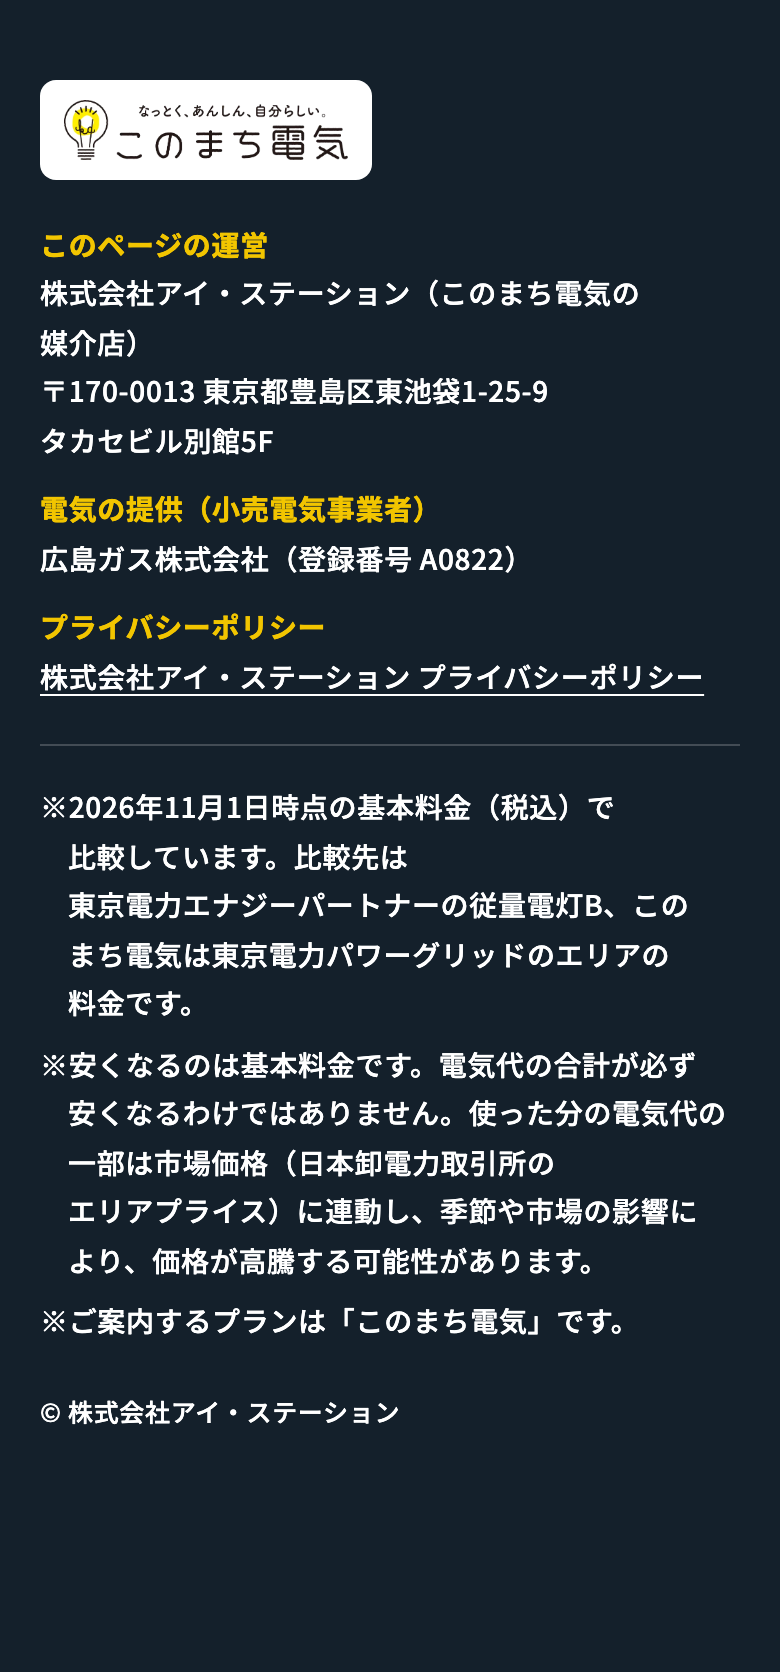 なっとく、あんしん、自分らしい。
このまち電気
このページの運営
株式会社アイ・ステーション（このまち電気の
媒介店）
〒170-0013 東京都豊島区東池袋1-25-9
タカセビル別館5F
電気の提供（小売電気事業者）
広島ガス株式会社（登録番号 A0822）
プライバシーポリシー
株式会社アイ・ステーション プライバシーポリシー
※2026年11月1日時点の基本料金（税込）で
比較しています。比較先は
東京電力エナジーパートナーの従量電灯B、この
まち電気は東京電力パワーグリッドのエリアの
料金です。
※安くなるのは基本料金です。電気代の合計が必ず
安くなるわけではありません。使った分の電気代の
一部は市場価格（日本卸電力取引所の
エリアプライス）に連動し、季節や市場の影響に
より、価格が高騰する可能性があります。
※ご案内するプランは「このまち電気」です。
© 株式会社アイ・ステーション